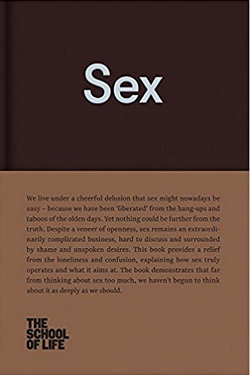 Sex
We live under a cheerful delusion that sex might nowadays be
easy – because we have been 'liberated' from the hang-ups and
taboos of the olden days. Yet nothing could be further from the
truth. Despite a veneer of openness, sex remains an extraordi-
narily complicated business, hard to discuss and surrounded
by shame and unspoken desires. This book provides a relief
from the loneliness and confusion, explaining how sex truly
operates and what it aims at. The book demonstrates that far
from thinking about sex too much, we haven't begun to think
about it as deeply as we should.
THE
SCHOOL
OF LIFE